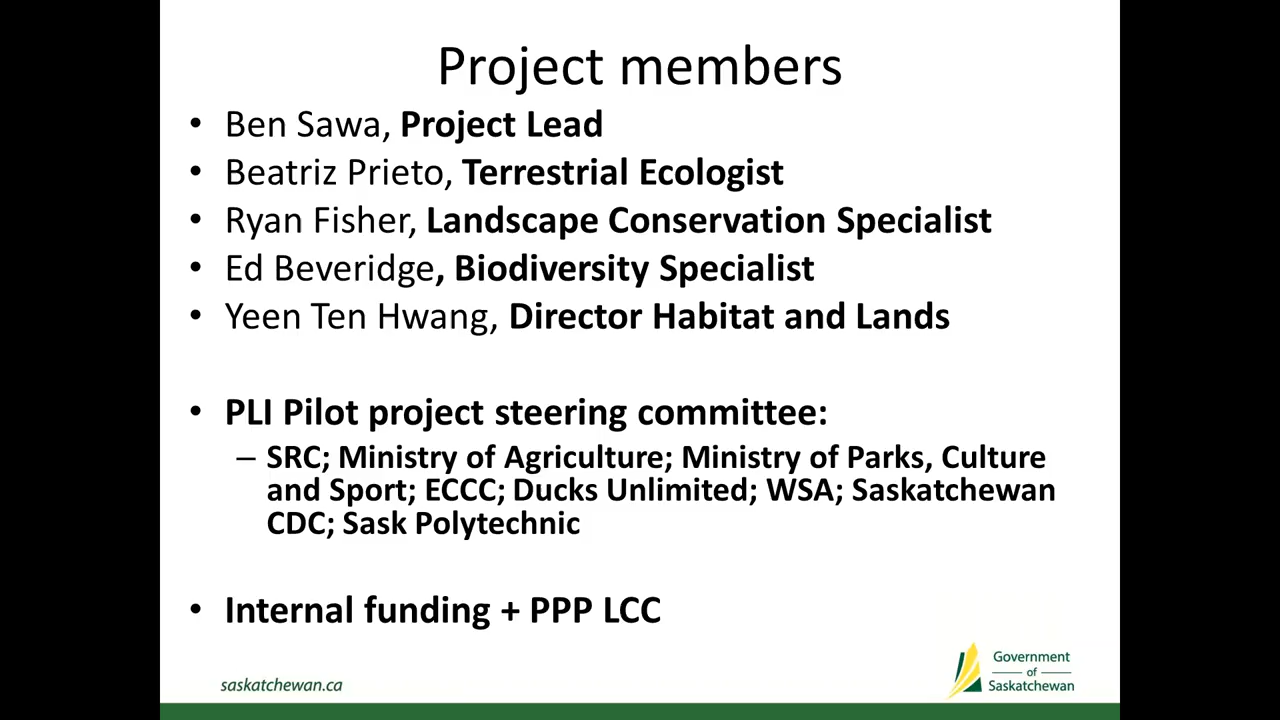 Project members
• Ben Sawa, Project Lead
• Beatriz Prieto, Terrestrial Ecologist
• Ryan Fisher, Landscape Conservation Specialist
• Ed Beveridge, Biodiversity Specialist
• Yeen Ten Hwang, Director Habitat and Lands
• PLI Pilot project steering committee:
– SRC; Ministry of Agriculture; Ministry of Parks, Culture
and Sport; ECCC; Ducks Unlimited; WSA; Saskatchewan
CDC; Sask Polytechnic
• Internal funding + PPP LCC
saskatchewan.ca
Government
of
Saskatchewan